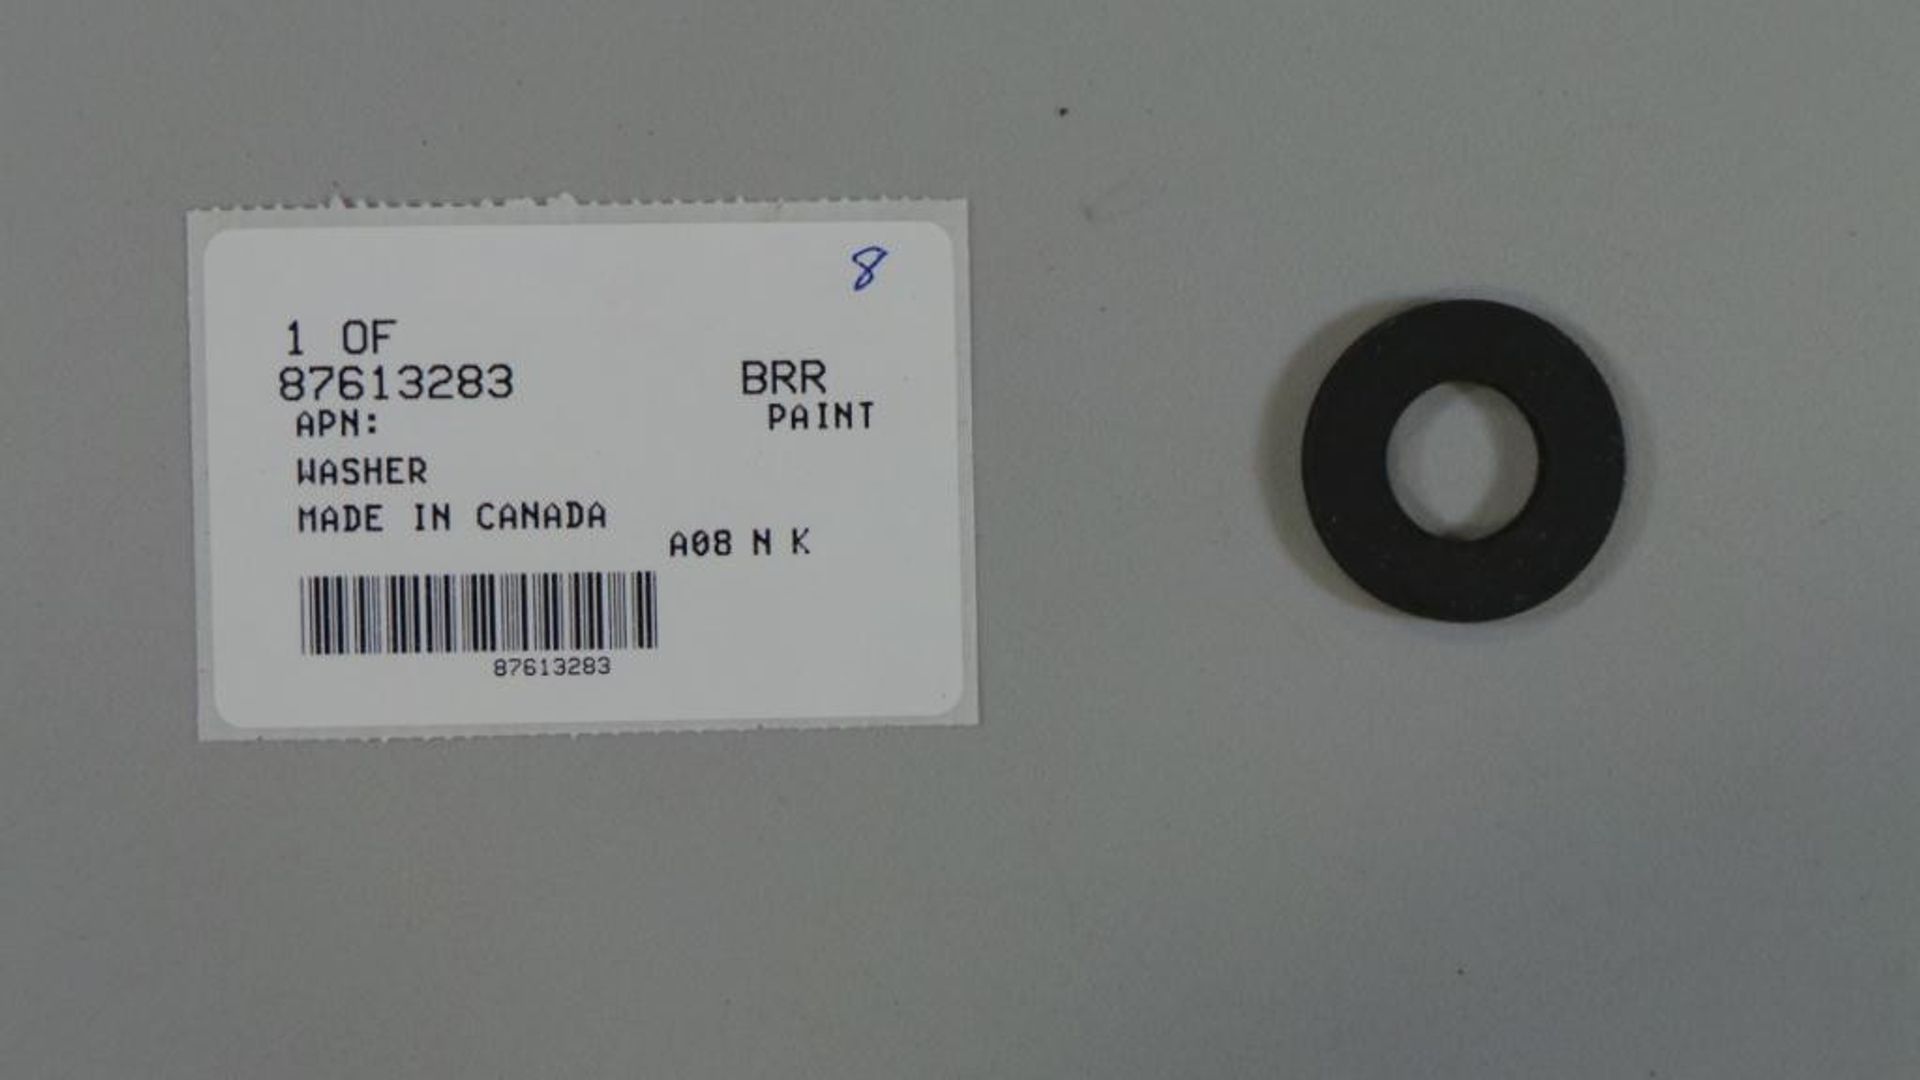 8
1 OF
87613283 BRR
APN: PAINT
WASHER
MADE IN CANADA
A08 N K
87613283